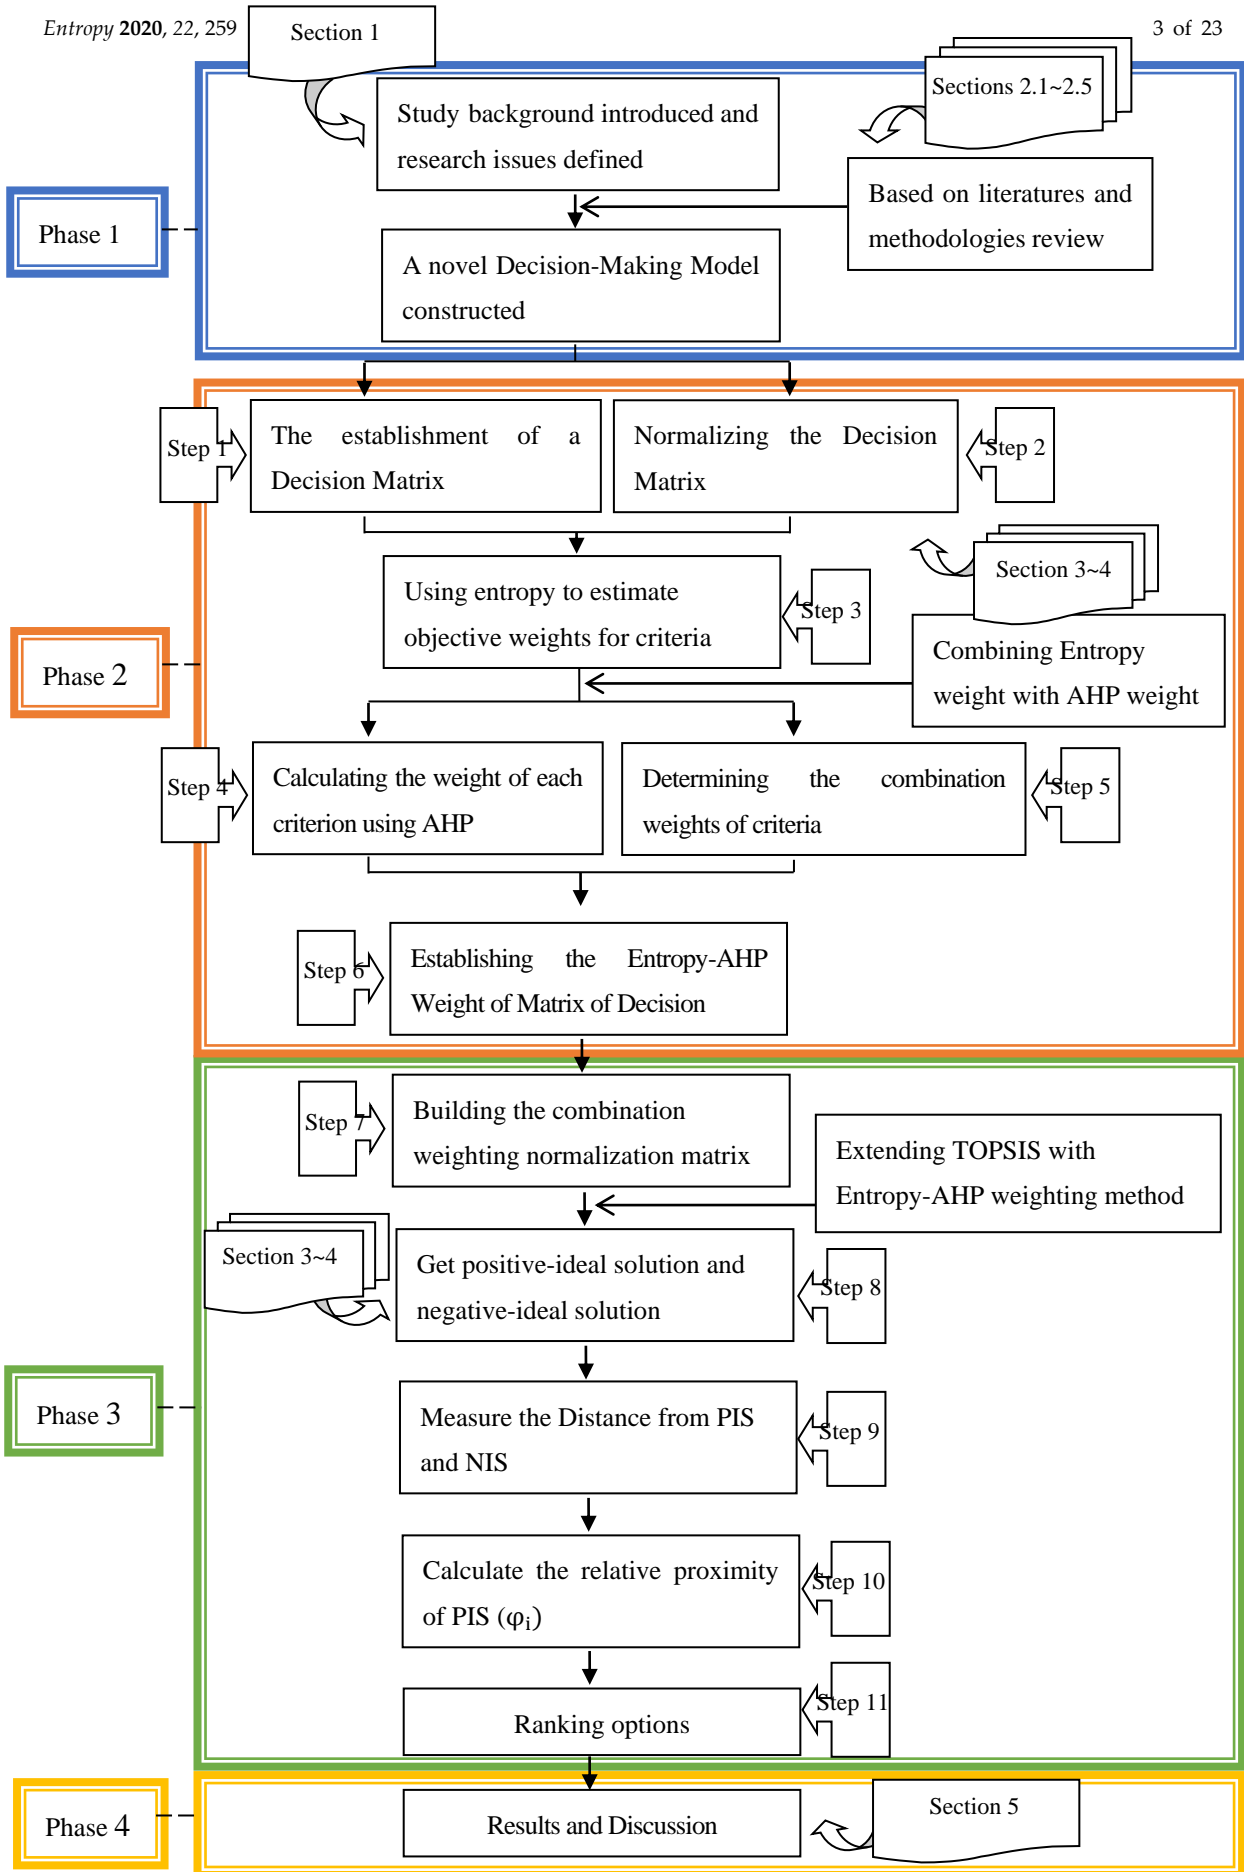 Entropy 2020, 22, 259
3 of 23
Section 1
Sections 2.1~2.5
Study background introduced and
research issues defined
Based on literatures and
methodologies review
Phase 1
A novel Decision-Making Model
constructed
Step 1
The establishment of a
Decision Matrix
Normalizing the Decision
Matrix
Step 2
Section 3~4
Using entropy to estimate
objective weights for criteria
Step 3
Combining Entropy
weight with AHP weight
Phase 2
Step 4
Calculating the weight of each
criterion using AHP
Determining the combination
weights of criteria
Step 5
Step 6
Establishing the Entropy-AHP
Weight of Matrix of Decision
Step 7
Building the combination
weighting normalization matrix
Extending TOPSIS with
Entropy-AHP weighting method
Section 3~4
Get positive-ideal solution and
negative-ideal solution
Step 8
Phase 3
Measure the Distance from PIS
and NIS
Step 9
Calculate the relative proximity
of PIS (φᵢ)
Step 10
Ranking options
Step 11
Phase 4
Results and Discussion
Section 5